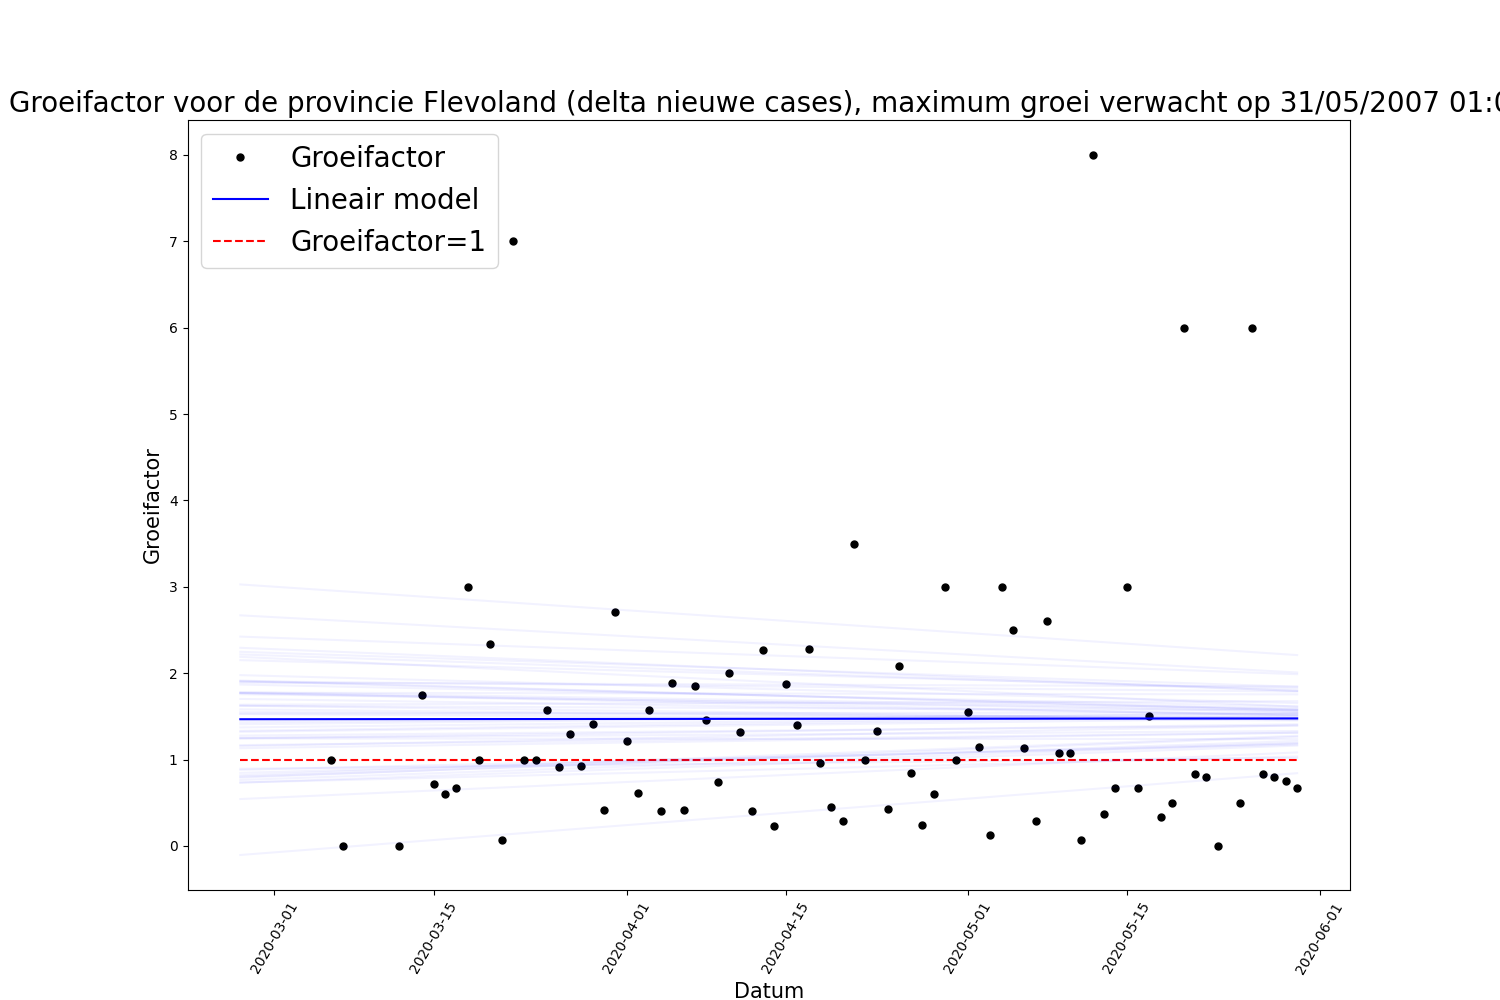 Groeifactor voor de provincie Flevoland (delta nieuwe cases), maximum groei verwacht op 31/05/2007 01:0
Groeifactor
Lineair model
Groeifactor=1
8
7
6
5
4
3
2
1
0
Groeifactor
2020-03-01
2020-03-15
2020-04-01
2020-04-15
2020-05-01
2020-05-15
2020-06-01
Datum